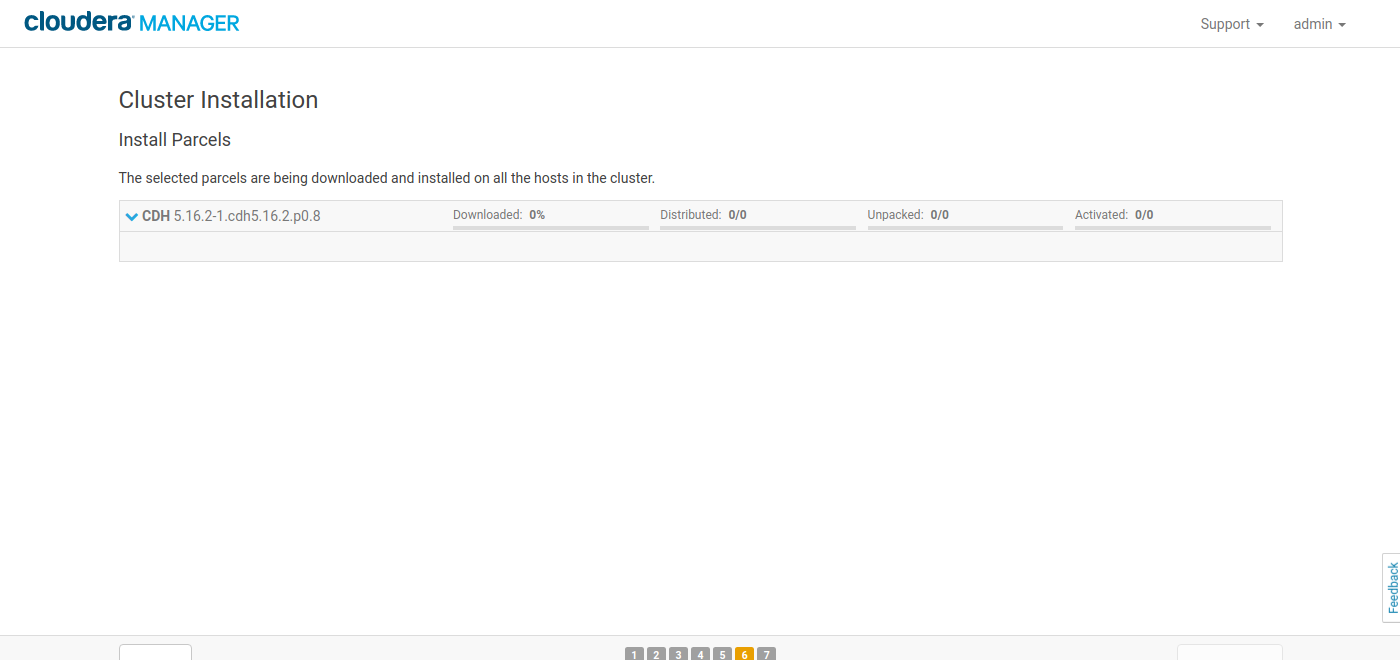 cloudera MANAGER
Support
admin
Cluster Installation
Install Parcels
The selected parcels are being downloaded and installed on all the hosts in the cluster.
CDH 5.16.2-1.cdh5.16.2.p0.8
Downloaded: 0%
Distributed: 0/0
Unpacked: 0/0
Activated: 0/0
Feedback
1 2 3 4 5 6 7